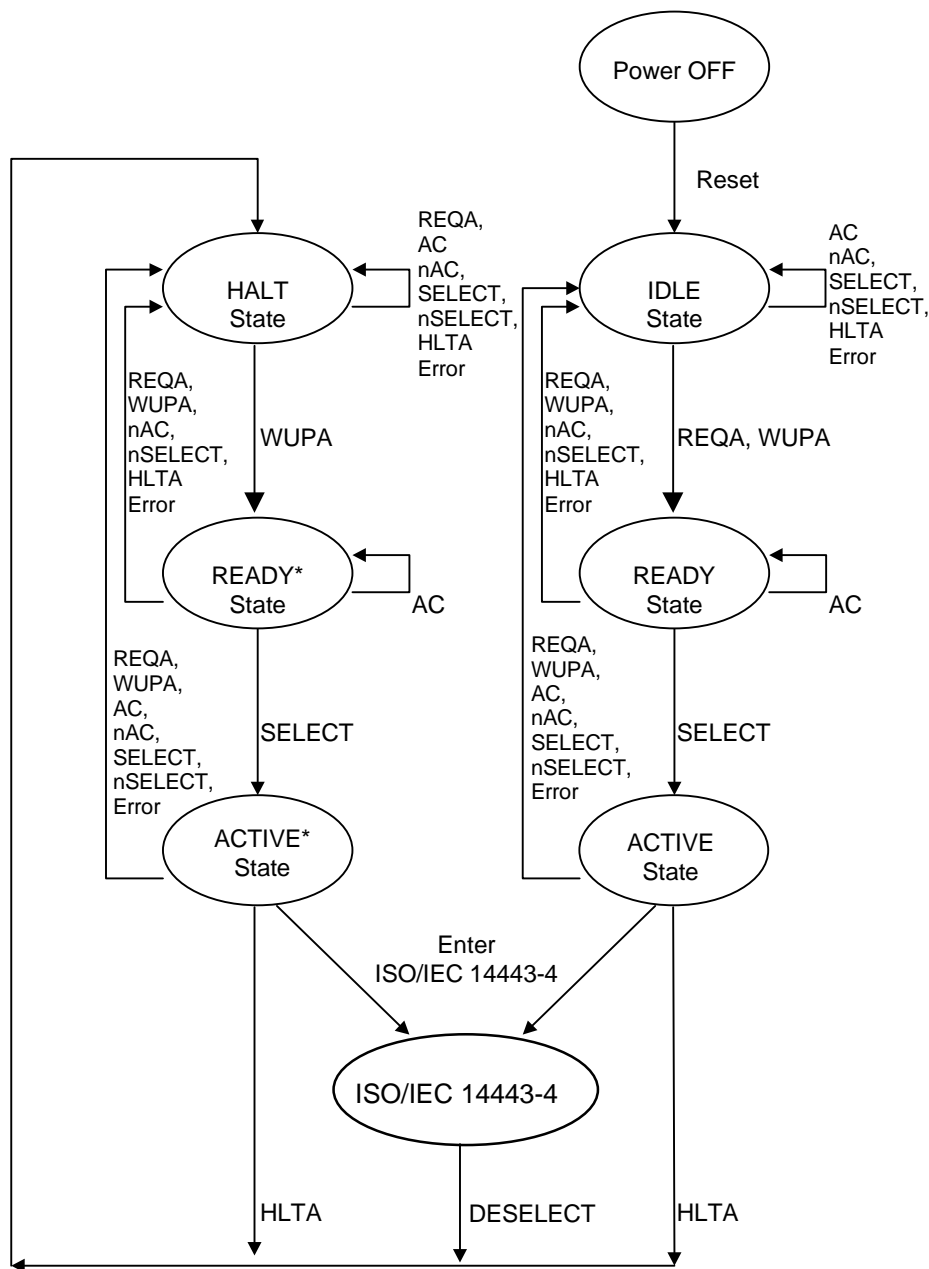 Power OFF
Reset
REQA,
AC
nAC,
SELECT,
nSELECT,
HLTA
Error
AC
nAC,
SELECT,
nSELECT,
HLTA
Error
HALT
State
IDLE
State
REQA,
WUPA,
nAC,
nSELECT,
HLTA
Error
WUPA
REQA,
WUPA,
nAC,
nSELECT,
HLTA
Error
REQA, WUPA
READY*
State
AC
READY
State
AC
REQA,
WUPA,
AC,
nAC,
SELECT,
nSELECT,
Error
SELECT
REQA,
WUPA,
AC,
nAC,
SELECT,
nSELECT,
Error
SELECT
ACTIVE*
State
ACTIVE
State
Enter
ISO/IEC 14443-4
ISO/IEC 14443-4
HLTA
DESELECT
HLTA